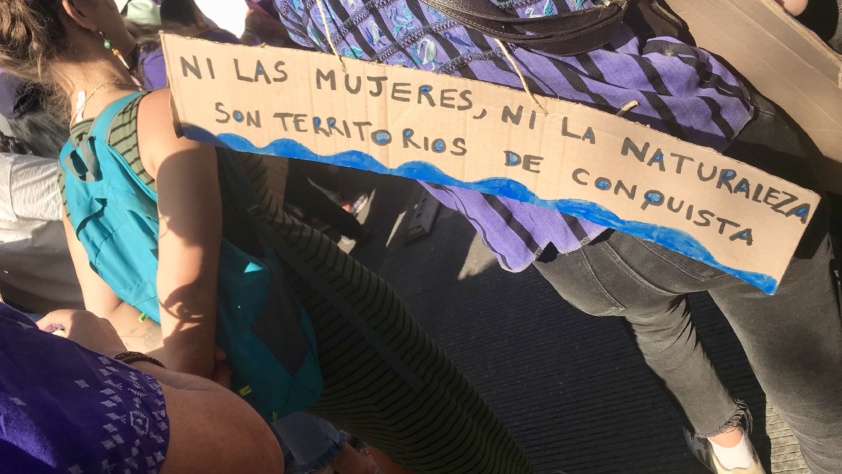 NI LAS MUJERES, NI LA NATURALEZA
SON TERRITORIOS DE CONQUISTA